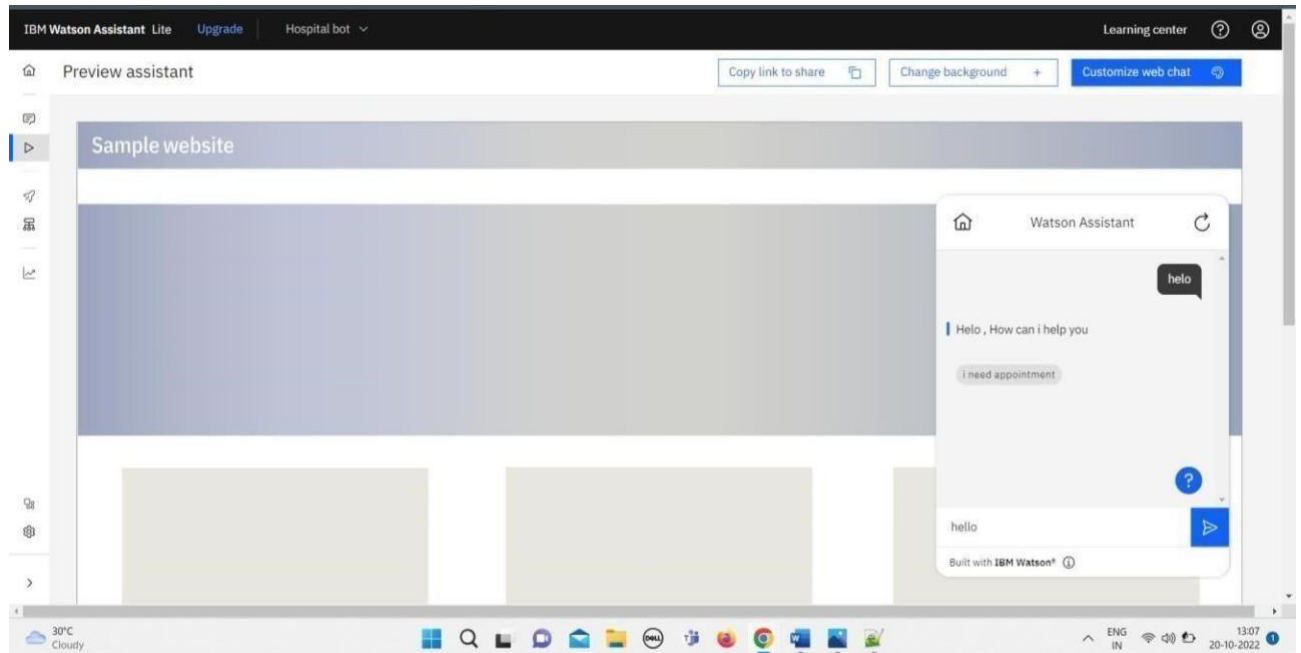 IBM Watson Assistant Lite Upgrade Hospital bot Learning center
Preview assistant Copy link to share Change background + Customize web chat
Sample website
Watson Assistant
helo
Helo , How can i help you
i need appointment
?
hello
Built with IBM Watson®
30°C
Cloudy
DELL
ENG
IN
13:07
20-10-2022
1